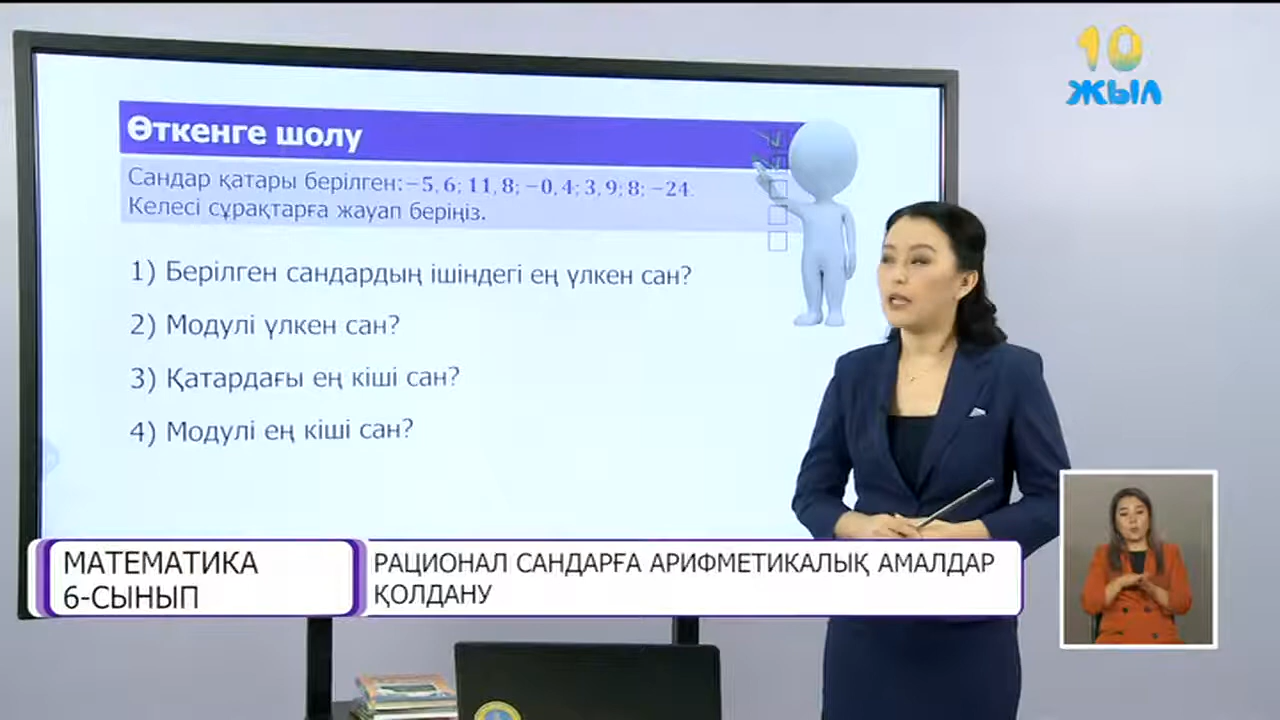 10
ЖЫЛ
Өткенге шолу
Сандар қатары берілген: −5, 6; 11, 8; −0, 4; 3, 9; 8; −24.
Келесі сұрақтарға жауап беріңіз.
1) Берілген сандардың ішіндегі ең үлкен сан?
2) Модулі үлкен сан?
3) Қатардағы ең кіші сан?
4) Модулі ең кіші сан?
МАТЕМАТИКА
6-СЫНЫП
РАЦИОНАЛ САНДАРҒА АРИФМЕТИКАЛЫҚ АМАЛДАР
ҚОЛДАНУ